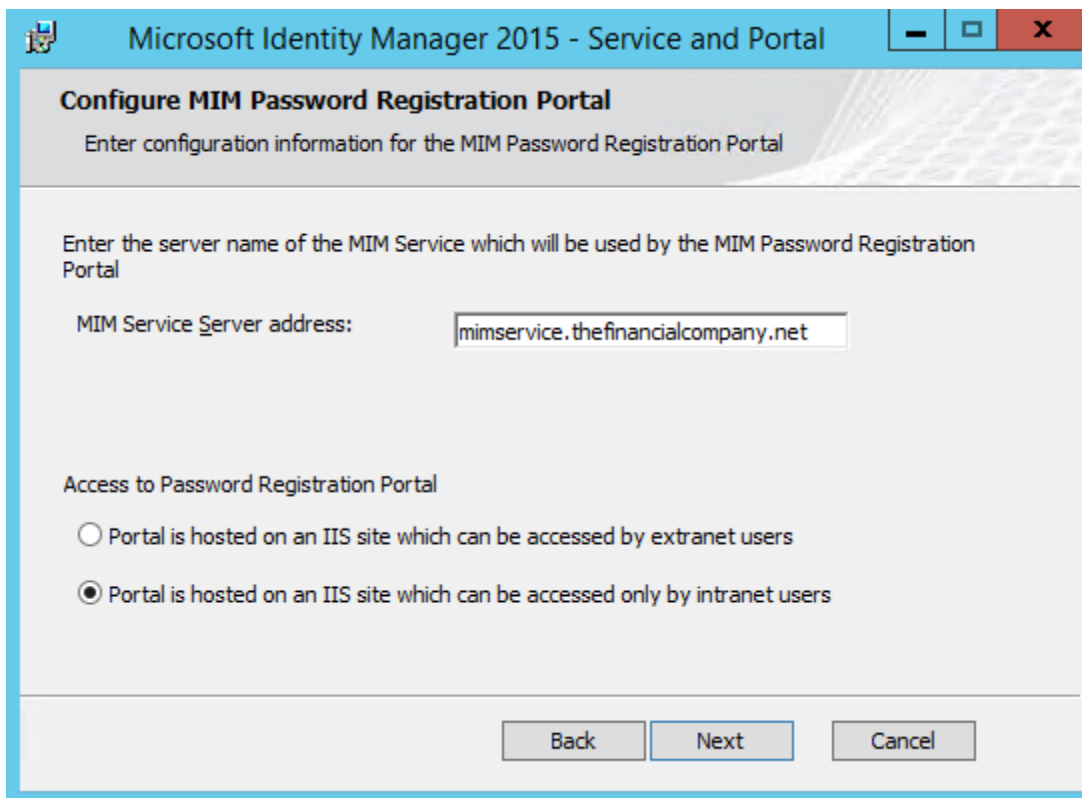 Microsoft Identity Manager 2015 - Service and Portal
Configure MIM Password Registration Portal
Enter configuration information for the MIM Password Registration Portal
Enter the server name of the MIM Service which will be used by the MIM Password Registration
Portal
MIM Service Server address:
mimservice.thefinancialcompany.net
Access to Password Registration Portal
Portal is hosted on an IIS site which can be accessed by extranet users
Portal is hosted on an IIS site which can be accessed only by intranet users
Back Next Cancel